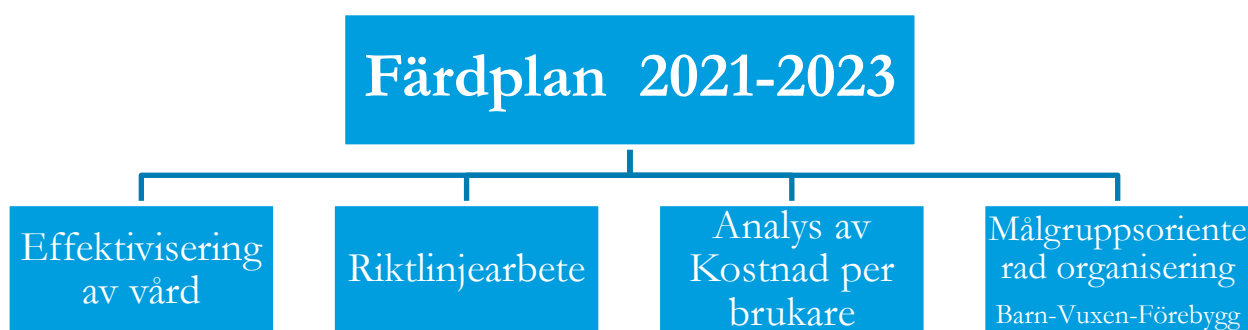 Färdplan 2021-2023
Effektivisering
av vård
Riktlinjearbete
Analys av
Kostnad per
brukare
Målgruppsoriente
rad organisering
Barn-Vuxen-Förebygg